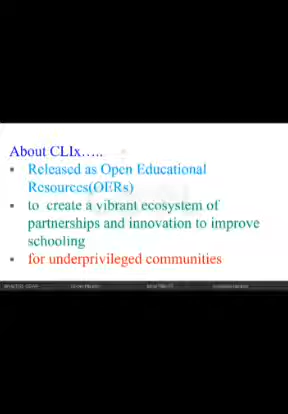 About CLIx…..
▪ Released as Open Educational
Resources(OERs)
▪ to create a vibrant ecosystem of
partnerships and innovation to improve
schooling
▪ for underprivileged communities